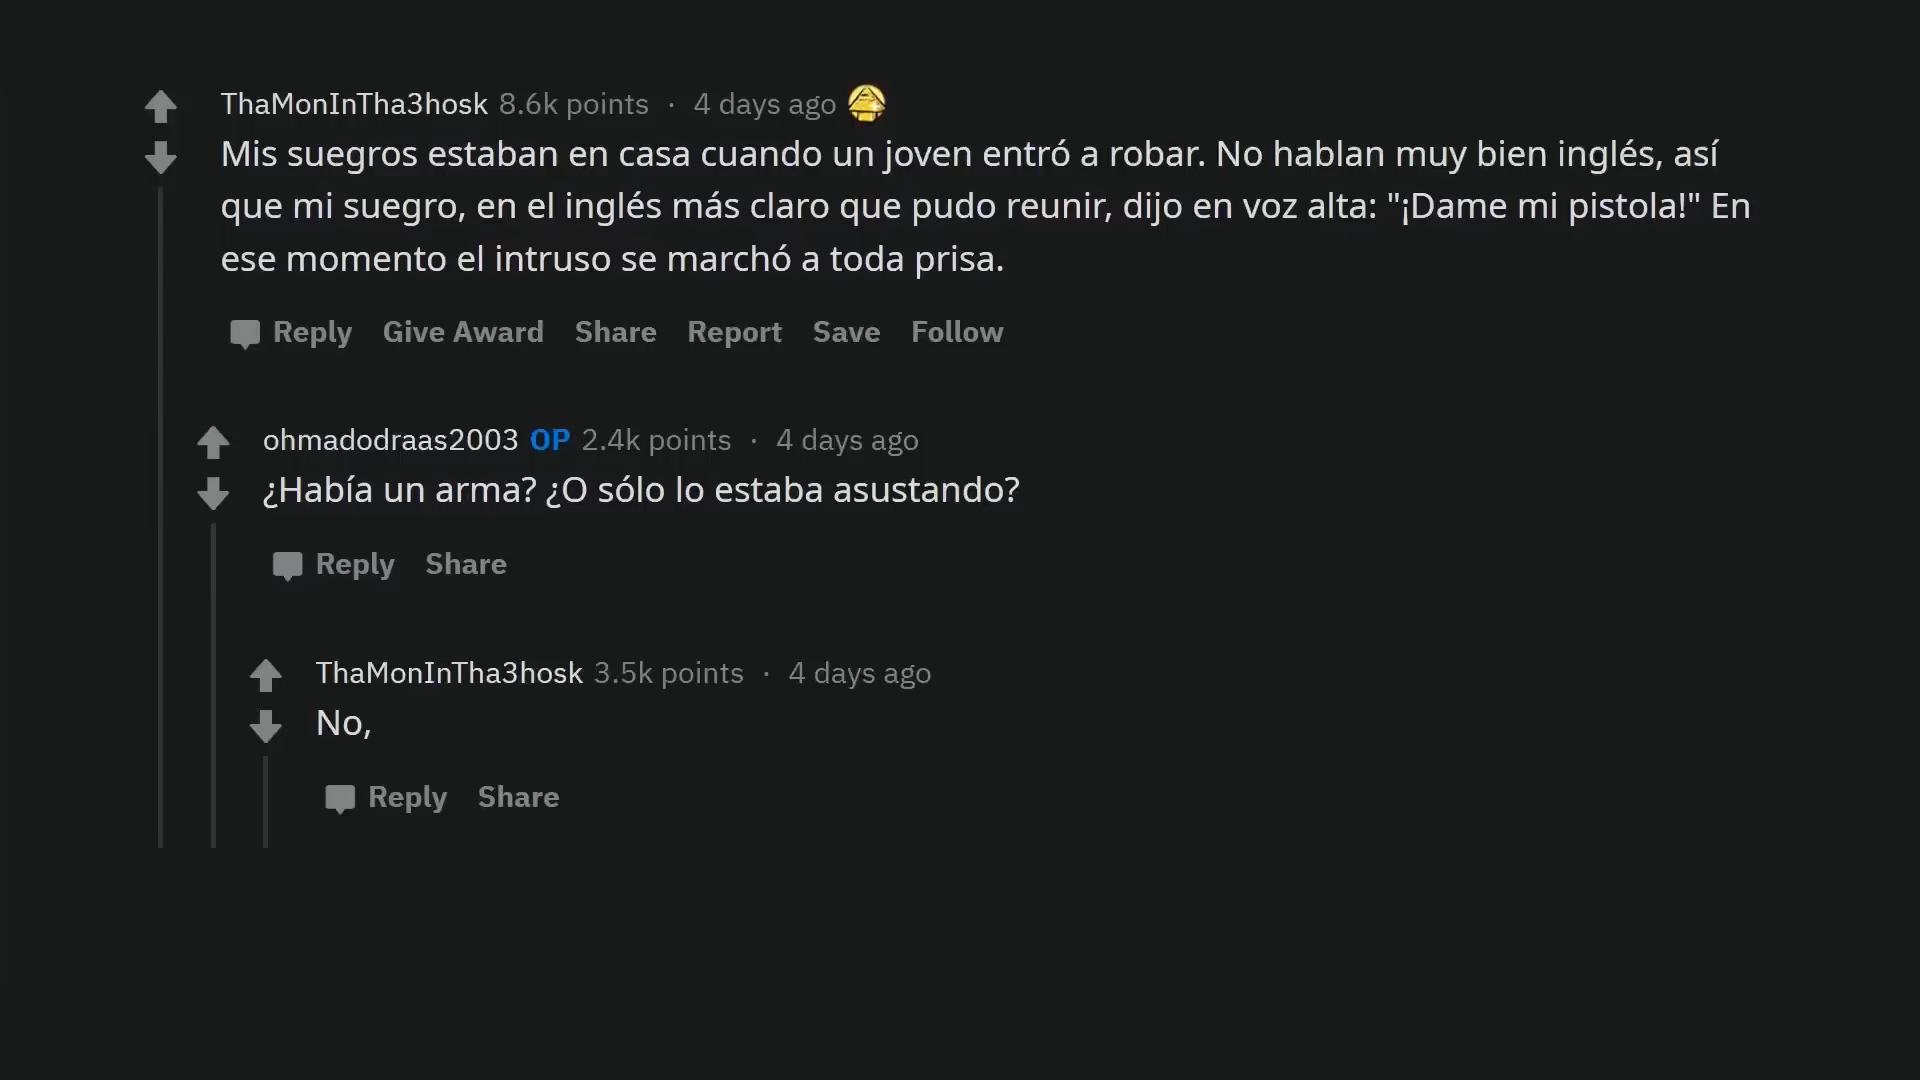 ThaMonInTha3hosk 8.6k points · 4 days ago
Mis suegros estaban en casa cuando un joven entró a robar. No hablan muy bien inglés, así
que mi suegro, en el inglés más claro que pudo reunir, dijo en voz alta: "¡Dame mi pistola!" En
ese momento el intruso se marchó a toda prisa.
Reply Give Award Share Report Save Follow
ohmadodraas2003 OP 2.4k points · 4 days ago
¿Había un arma? ¿O sólo lo estaba asustando?
Reply Share
ThaMonInTha3hosk 3.5k points · 4 days ago
No,
Reply Share